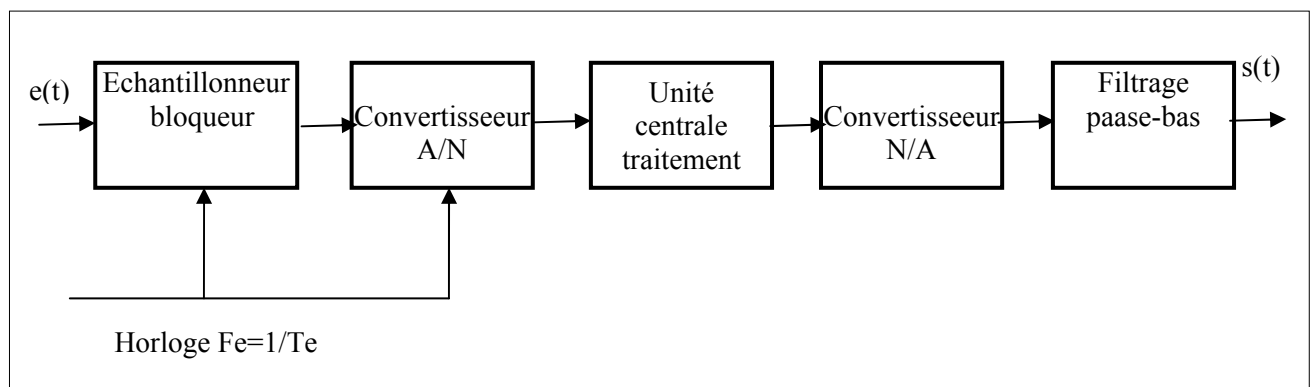 e(t)
Echantillonneur
bloqueur
Convertisseeur
A/N
Unité
centrale
traitement
Convertisseeur
N/A
Filtrage
paase-bas
s(t)
Horloge Fe=1/Te